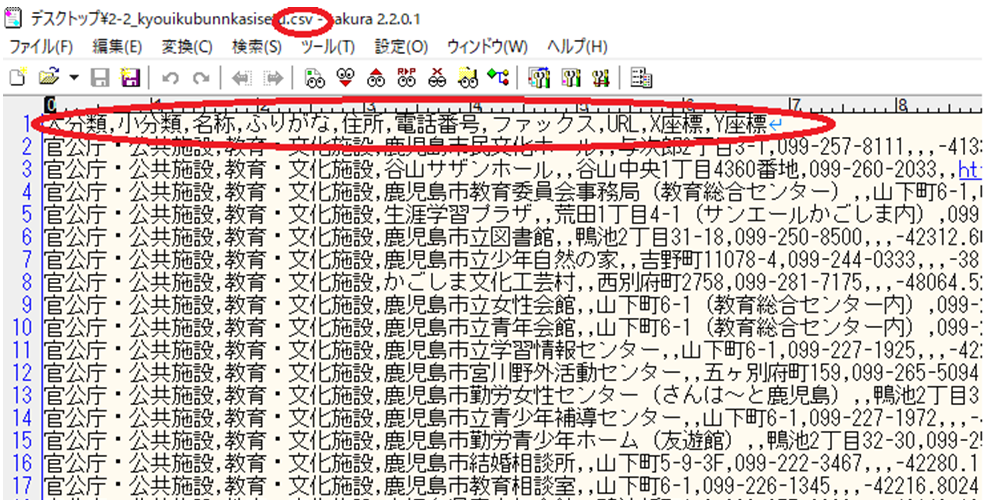 デスクトップ¥2-2_kyouikubunnkasisetu.csv - sakura 2.2.0.1
ファイル(F) 編集(E) 変換(C) 検索(S) ツール(T) 設定(O) ウィンドウ(W) ヘルプ(H)
0 1 2 3 4 5 6 7 8
1 大分類,小分類,名称,ふりがな,住所,電話番号,ファックス,URL,X座標,Y座標
2 官公庁・公共施設,教育・文化施設,鹿児島市民文化ホール,,与次郎2丁目3-1,099-257-8111,,,-413
3 官公庁・公共施設,教育・文化施設,谷山サザンホール,,谷山中央1丁目4360番地,099-260-2033,,ht
4 官公庁・公共施設,教育・文化施設,鹿児島市教育委員会事務局（教育総合センター）,,山下町6-1,
5 官公庁・公共施設,教育・文化施設,生涯学習プラザ,,荒田1丁目4-1（サンエールかごしま内）,099
6 官公庁・公共施設,教育・文化施設,鹿児島市立図書館,,鴨池2丁目31-18,099-250-8500,,,-42312.6
7 官公庁・公共施設,教育・文化施設,鹿児島市立少年自然の家,,吉野町11078-4,099-244-0333,,,-38
8 官公庁・公共施設,教育・文化施設,かごしま文化工芸村,,西別府町2758,099-281-7175,,,-48064.5
9 官公庁・公共施設,教育・文化施設,鹿児島市立女性会館,,山下町6-1（教育総合センター内）,099-
10 官公庁・公共施設,教育・文化施設,鹿児島市立青年会館,,山下町6-1（教育総合センター内）,099-
11 官公庁・公共施設,教育・文化施設,鹿児島市立学習情報センター,,山下町6-1,099-227-1925,,,-42
12 官公庁・公共施設,教育・文化施設,鹿児島市宮川野外活動センター,,五ヶ別府町159,099-265-5094
13 官公庁・公共施設,教育・文化施設,鹿児島市勤労女性センター（さんは～と鹿児島）,,鴨池2丁目3
14 官公庁・公共施設,教育・文化施設,鹿児島市立青少年補導センター,,山下町6-1,099-227-1972,,,-
15 官公庁・公共施設,教育・文化施設,鹿児島市勤労青少年ホーム（友遊館）,,鴨池2丁目32-30,099-2
16 官公庁・公共施設,教育・文化施設,鹿児島市結婚相談所,,山下町5-9-3F,099-222-3467,,,-42280.1
17 官公庁・公共施設,教育・文化施設,鹿児島市教育相談室,,山下町6-1,099-226-1345,,,-42216.8024